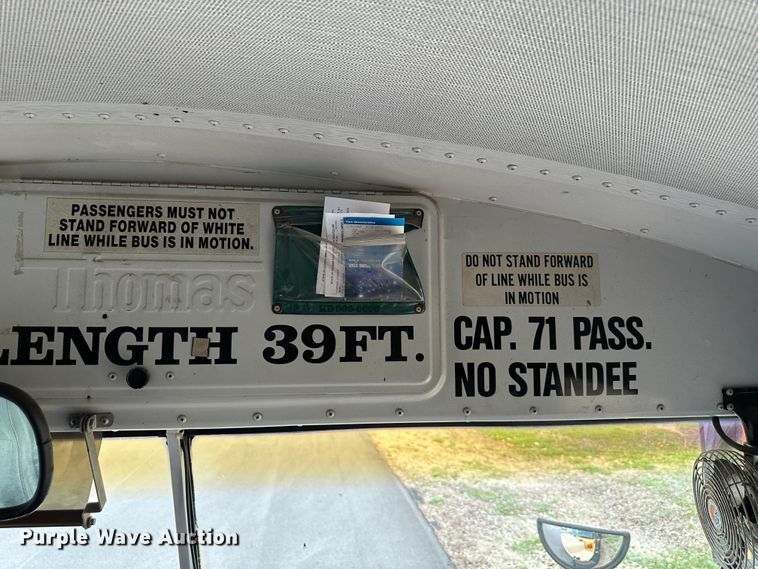 PASSENGERS MUST NOT
STAND FORWARD OF WHITE
LINE WHILE BUS IS IN MOTION.
Thomas
LENGTH 39FT.
DO NOT STAND FORWARD
OF LINE WHILE BUS IS
IN MOTION
CAP. 71 PASS.
NO STANDEE
Purple Wave Auction